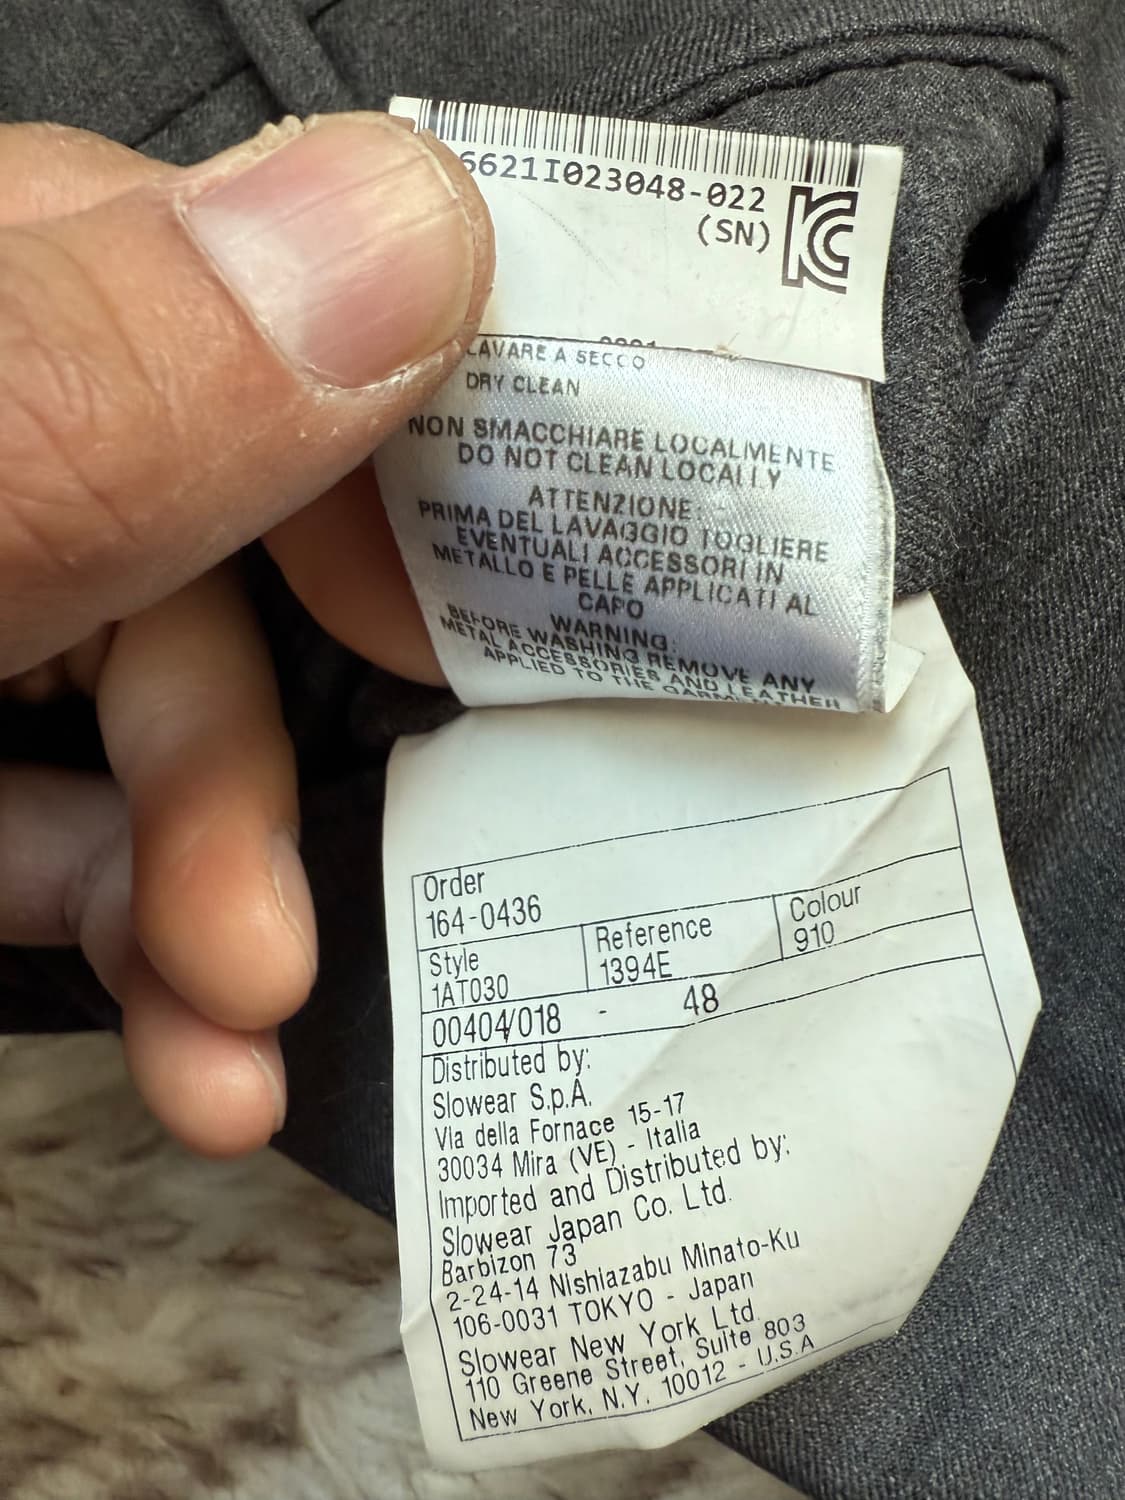 6621I023048-022
(SN)
LAVARE A SECCO
DRY CLEAN
NON SMACCHIARE LOCALMENTE
DO NOT CLEAN LOCALLY
ATTENZIONE:
PRIMA DEL LAVAGGIO TOGLIERE
EVENTUALI ACCESSORI IN
METALLO E PELLE APPLICATI AL
CAPO
WARNING:
BEFORE WASHING REMOVE ANY
METAL ACCESSORIES AND LEATHER
APPLIED TO THE GARMENT
Order
164-0436
Style Reference Colour
1AT030 1394E 910
00404/018 - 48
Distributed by:
Slowear S.p.A.
Via della Fornace 15-17
30034 Mira (VE) - Italia
Imported and Distributed by:
Slowear Japan Co. Ltd.
Barbizon 73
2-24-14 Nishiazabu Minato-Ku
106-0031 TOKYO - Japan
Slowear New York Ltd.
110 Greene Street, Suite 803
New York, N.Y. 10012 - U.S.A